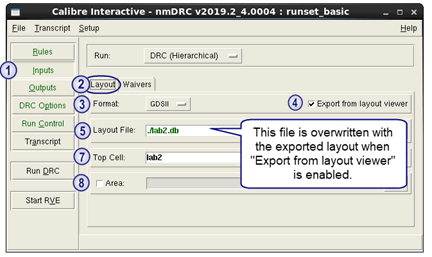 Calibre Interactive - nmDRC v2019.2_4.0004 : runset_basic
File Transcript Setup Help
Rules
Run: DRC (Hierarchical)
1 Inputs
Outputs
2 Layout Waivers
DRC Options
3 Format: GDSII 4 Export from layout viewer
Run Control
5 Layout File: ./lab2.db
Transcript
7 Top Cell: lab2
Run DRC
8 Area:
Start RVE
This file is overwritten with
the exported layout when
"Export from layout viewer"
is enabled.